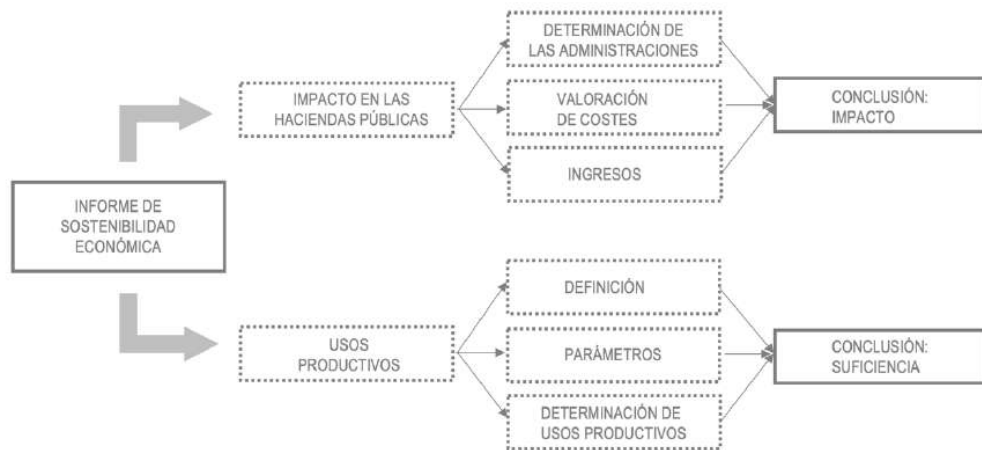 INFORME DE
SOSTENIBILIDAD
ECONÓMICA
IMPACTO EN LAS
HACIENDAS PÚBLICAS
DETERMINACIÓN DE
LAS ADMINISTRACIONES
VALORACIÓN
DE COSTES
INGRESOS
CONCLUSIÓN:
IMPACTO
USOS
PRODUCTIVOS
DEFINICIÓN
PARÁMETROS
DETERMINACIÓN DE
USOS PRODUCTIVOS
CONCLUSIÓN:
SUFICIENCIA